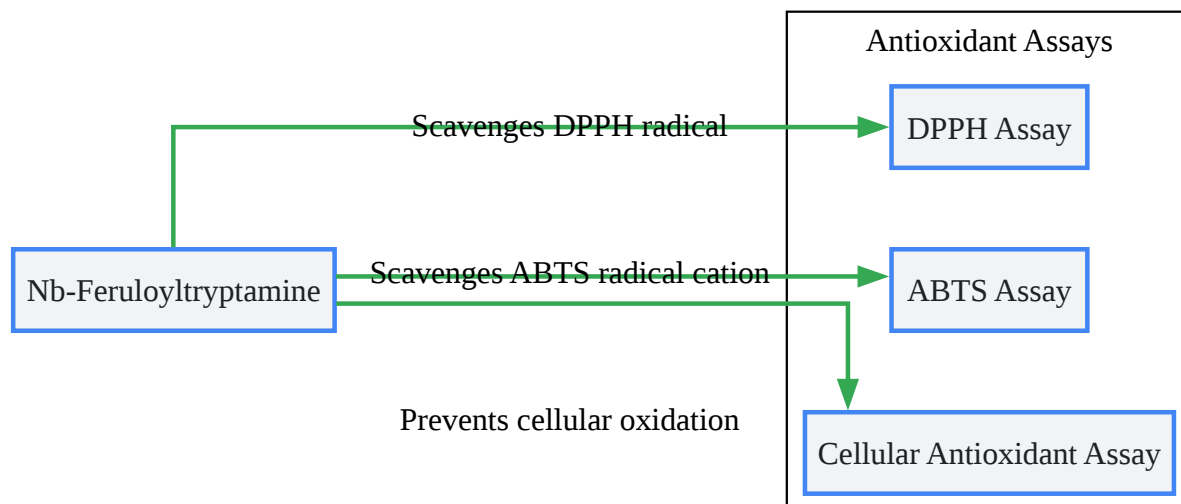 Antioxidant Assays
Scavenges DPPH radical
DPPH Assay
Nb-Feruloyltryptamine
Scavenges ABTS radical cation
ABTS Assay
Prevents cellular oxidation
Cellular Antioxidant Assay